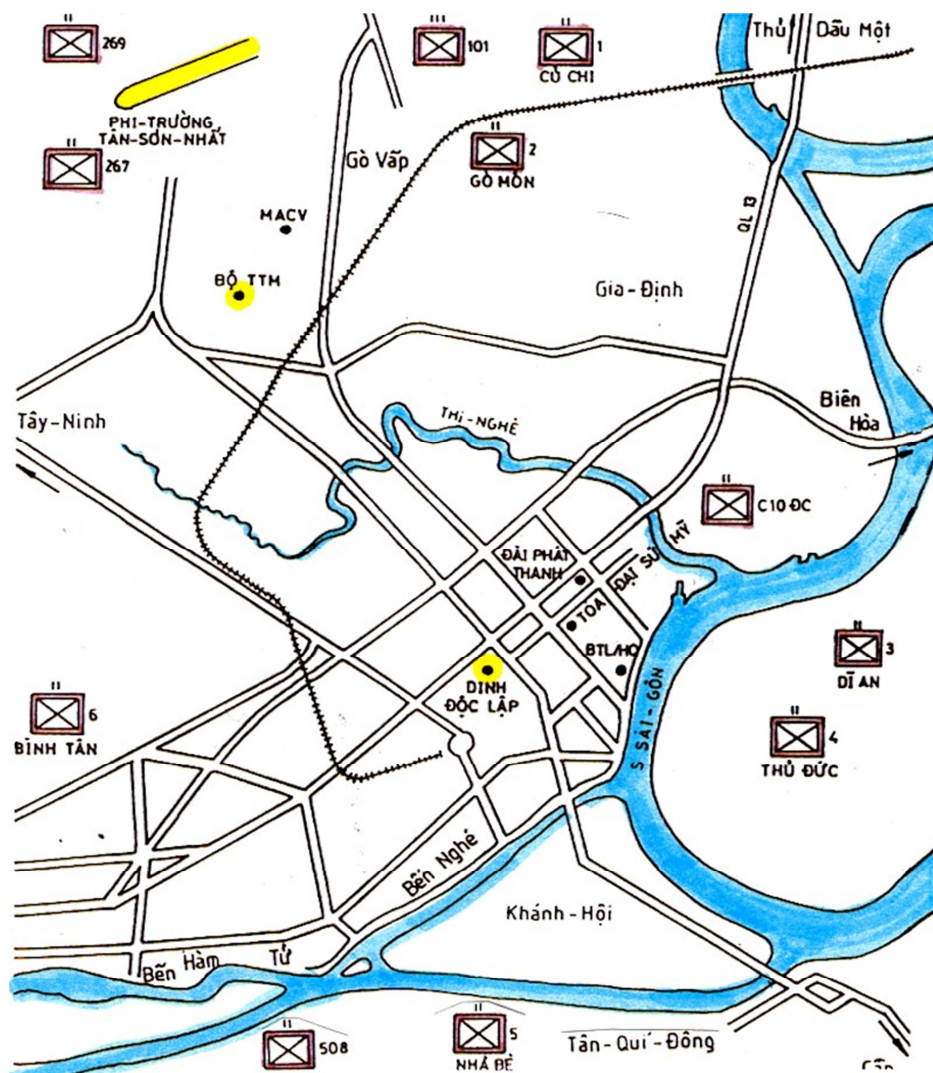 II
269
III
101
II
1
CỦ CHI
Thủ Dầu Một
PHI-TRƯỜNG
TÂN-SƠN-NHẤT
II
267
Gò Vấp
II
2
GÒ MÔN
MACV
QL 13
BỘ TTM
Gia-Định
Tây-Ninh
THỊ-NGHÈ
Biên
Hòa
II
C10 ĐC
ĐÀI PHÁT
THANH
TÒA ĐẠI SỨ MỸ
BTL/HQ
II
3
DĨ AN
DINH
ĐỘC LẬP
S SÀI-GÒN
II
6
BÌNH TÂN
II
4
THỦ ĐỨC
Bến Nghé
Khánh-Hội
Bến Hàm Tử
II
508
II
5
NHÀ BÈ
Tân-Quí-Đông